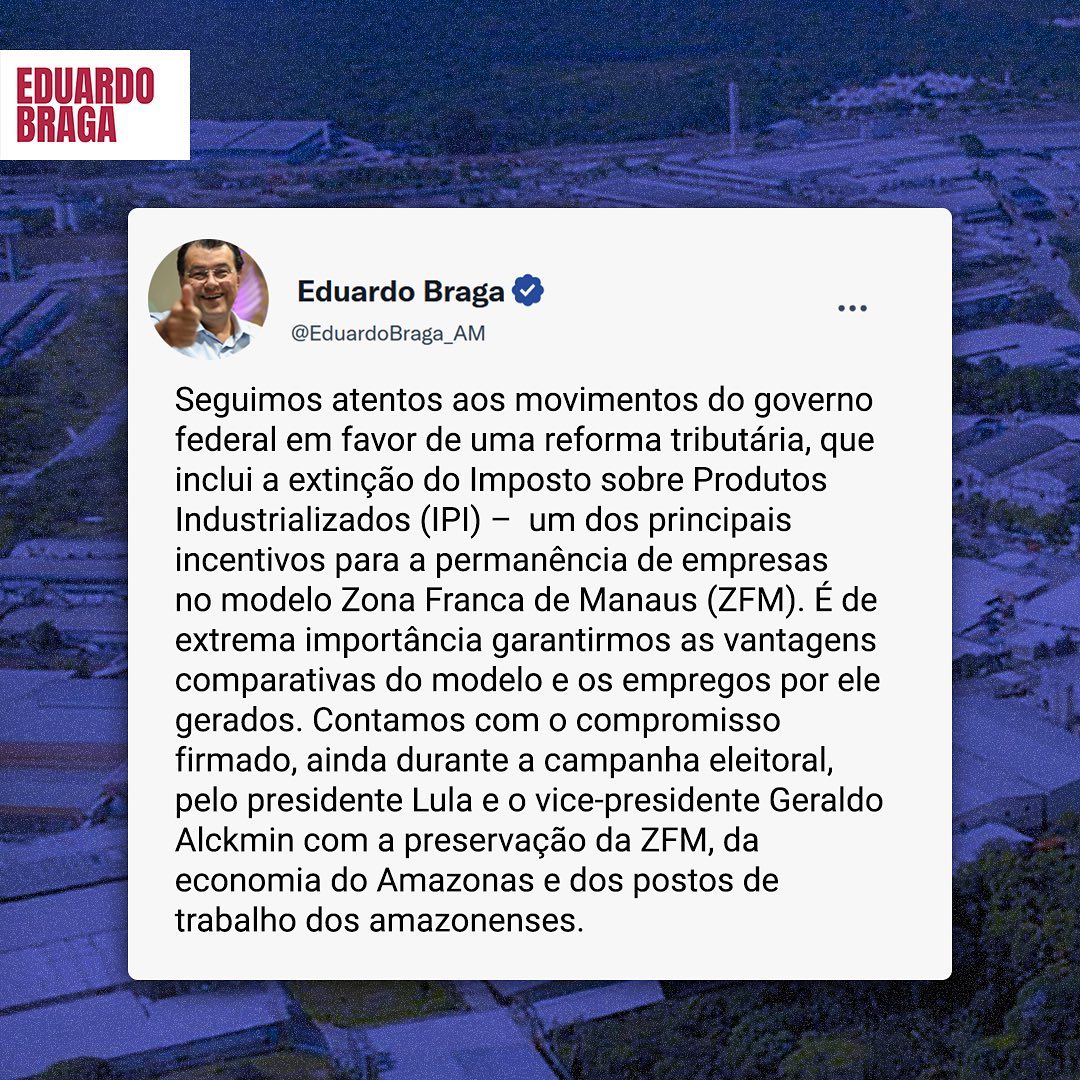 EDUARDO
BRAGA
Eduardo Braga
@EduardoBraga_AM
Seguimos atentos aos movimentos do governo
federal em favor de uma reforma tributária, que
inclui a extinção do Imposto sobre Produtos
Industrializados (IPI) – um dos principais
incentivos para a permanência de empresas
no modelo Zona Franca de Manaus (ZFM). É de
extrema importância garantirmos as vantagens
comparativas do modelo e os empregos por ele
gerados. Contamos com o compromisso
firmado, ainda durante a campanha eleitoral,
pelo presidente Lula e o vice-presidente Geraldo
Alckmin com a preservação da ZFM, da
economia do Amazonas e dos postos de
trabalho dos amazonenses.